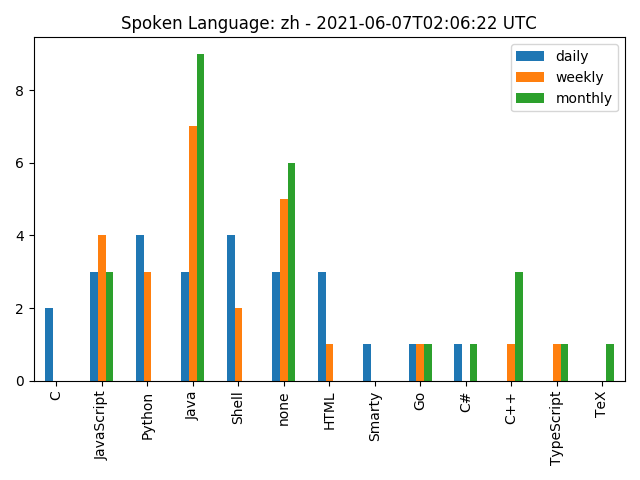 Spoken Language: zh - 2021-06-07T02:06:22 UTC
daily
weekly
monthly
8
6
4
2
0
C
JavaScript
Python
Java
Shell
none
HTML
Smarty
Go
C#
C++
TypeScript
TeX